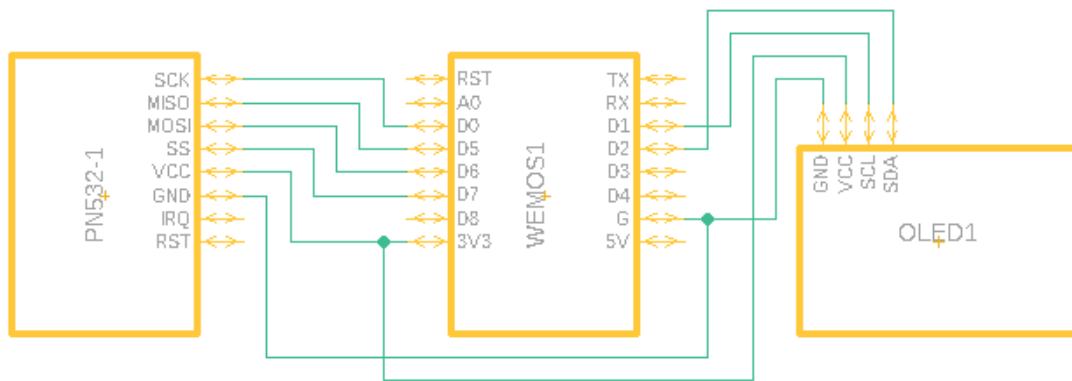 PN532-1
SCK
MISO
MOSI
SS
VCC
GND
IRQ
RST
WEMOS1
RST
A0
D0
D5
D6
D7
D8
3V3
TX
RX
D1
D2
D3
D4
G
5V
GND
VCC
SCL
SDA
OLED1